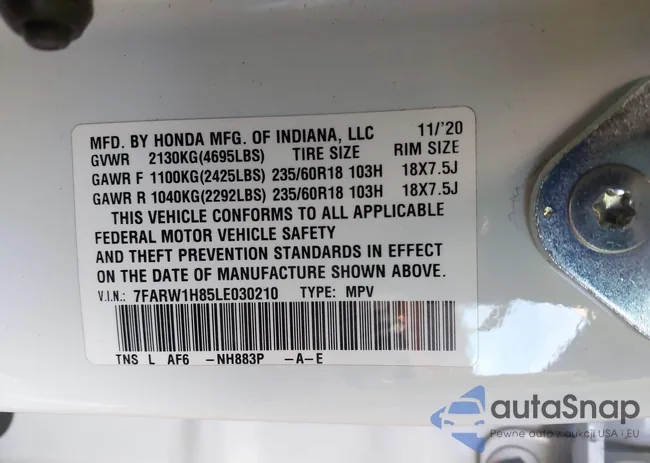 MFD. BY HONDA MFG. OF INDIANA, LLC 11/'20
GVWR 2130KG(4695LBS) TIRE SIZE RIM SIZE
GAWR F 1100KG(2425LBS) 235/60R18 103H 18X7.5J
GAWR R 1040KG(2292LBS) 235/60R18 103H 18X7.5J
THIS VEHICLE CONFORMS TO ALL APPLICABLE
FEDERAL MOTOR VEHICLE SAFETY
AND THEFT PREVENTION STANDARDS IN EFFECT
ON THE DATE OF MANUFACTURE SHOWN ABOVE.
V.I.N.: 7FARW1H85LE030210 TYPE: MPV
TNS L AF6 -NH883P -A-E
autaSnap
Pewne auto z aukcji USA i EU